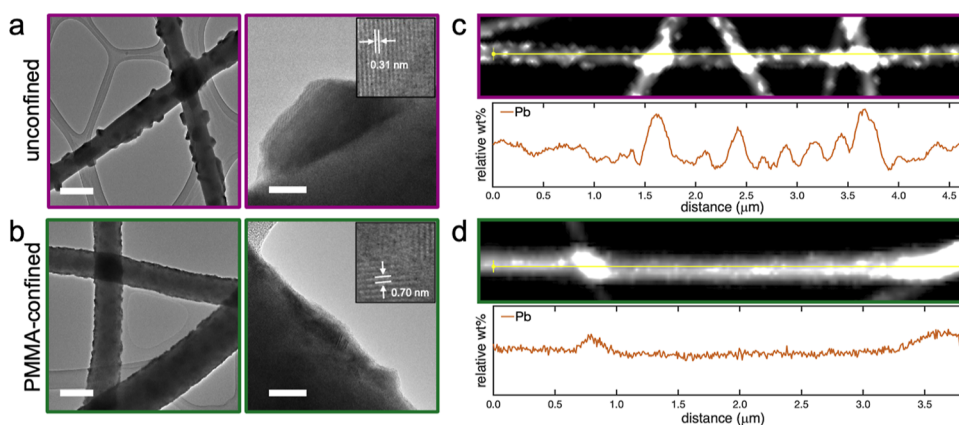 a
unconfined
0.31 nm
c
Pb
relative wt%
0.0 0.5 1.0 1.5 2.0 2.5 3.0 3.5 4.0 4.5
distance (μm)
b
PMMA-confined
0.70 nm
d
Pb
relative wt%
0.0 0.5 1.0 1.5 2.0 2.5 3.0 3.5
distance (μm)